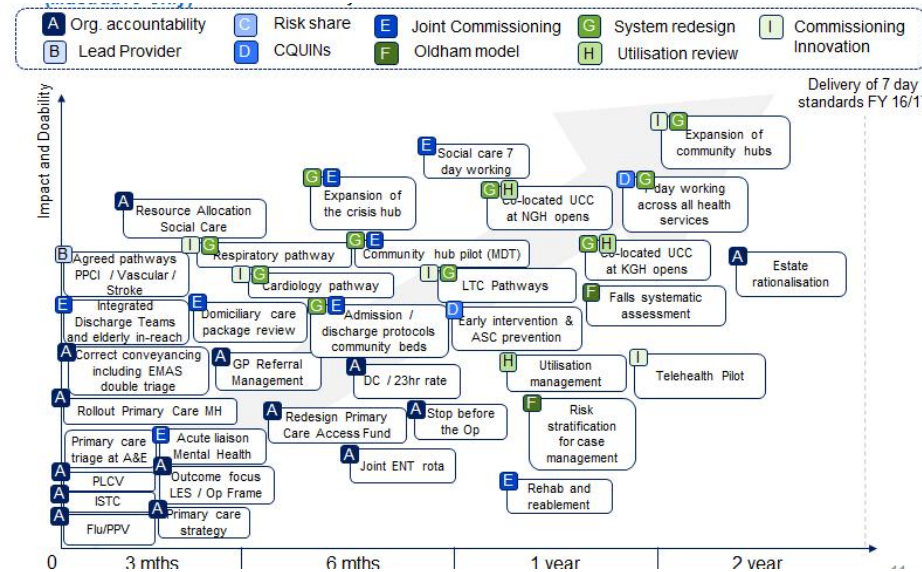 A Org. accountability
C Risk share
E Joint Commissioning
G System redesign
I Commissioning
Innovation
B Lead Provider
D CQUINs
F Oldham model
H Utilisation review
Delivery of 7 day
standards FY 16/1
Impact and Doability
I G
Expansion of
community hubs
E
Social care 7
day working
G E
Expansion of
the crisis hub
G H
Co-located UCC
at NGH opens
D G
7 day working
across all health
services
A
Resource Allocation
Social Care
I G
Respiratory pathway
G E
Community hub pilot (MDT)
G H
Co-located UCC
at KGH opens
A
Estate
rationalisation
B
Agreed pathways
PPCI / Vascular /
Stroke
I G
Cardiology pathway
I G
LTC Pathways
F
Falls systematic
assessment
E
Integrated
Discharge Teams
and elderly in-reach
E
Domiciliary care
package review
G E
Admission /
discharge protocols
community beds
D
Early intervention &
ASC prevention
A
Correct conveyancing
including EMAS
double triage
A
GP Referral
Management
A
DC / 23hr rate
H
Utilisation
management
I
Telehealth Pilot
A
Rollout Primary Care MH
A
Redesign Primary
Care Access Fund
A
Stop before
the Op
F
Risk
stratification
for case
management
Primary care
triage at A&E
E
Acute liaison
Mental Health
A
Joint ENT rota
A
PLCV
A
Outcome focus
LES / Op Frame
E
Rehab and
reablement
A
ISTC
A
Flu/PPV
A
Primary care
strategy
0
3 mths
6 mths
1 year
2 year